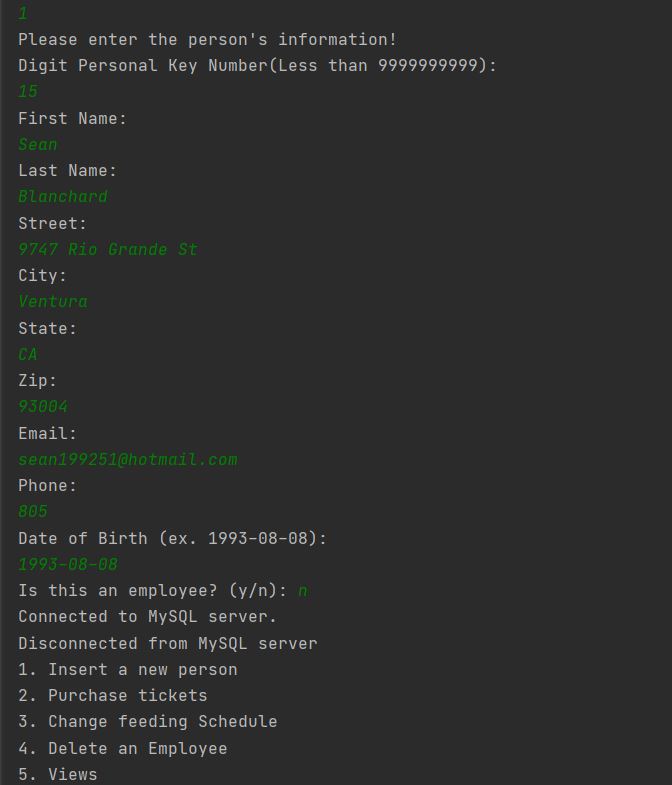 1
Please enter the person's information!
Digit Personal Key Number(Less than 9999999999):
15
First Name:
Sean
Last Name:
Blanchard
Street:
9747 Rio Grande St
City:
Ventura
State:
CA
Zip:
93004
Email:
sean199251@hotmail.com
Phone:
805
Date of Birth (ex. 1993-08-08):
1993-08-08
Is this an employee? (y/n): n
Connected to MySQL server.
Disconnected from MySQL server
1. Insert a new person
2. Purchase tickets
3. Change feeding Schedule
4. Delete an Employee
5. Views